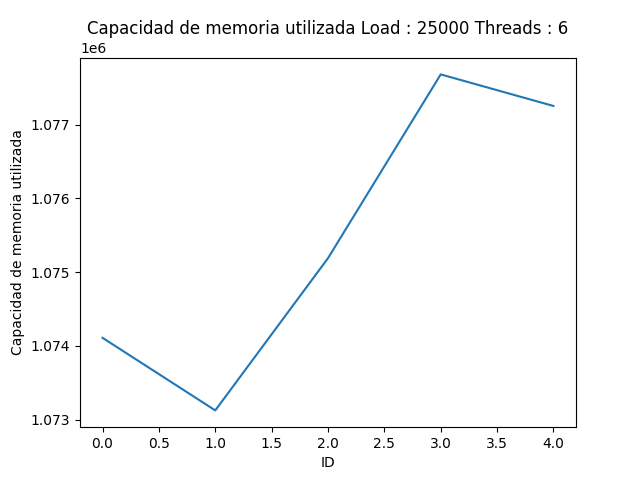 Capacidad de memoria utilizada Load : 25000 Threads : 6
1e6
1.077
1.076
1.075
1.074
1.073
Capacidad de memoria utilizada
0.0 0.5 1.0 1.5 2.0 2.5 3.0 3.5 4.0
ID